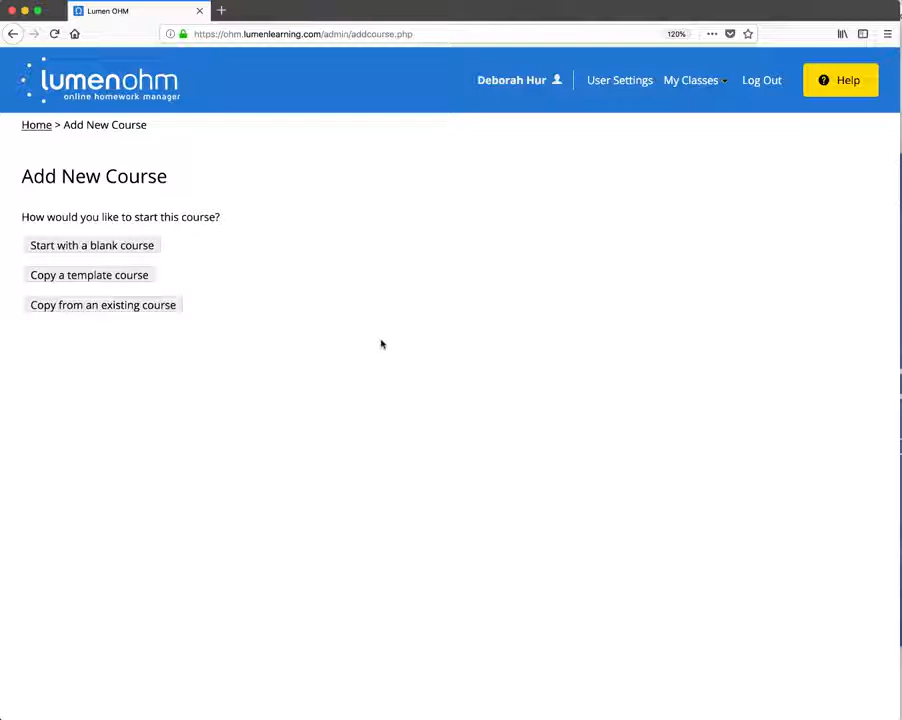 Lumen OHM
https://ohm.lumenlearning.com/admin/addcourse.php
120%
lumenohm
online homework manager
Deborah Hur
User Settings
My Classes
Log Out
? Help
Home > Add New Course
Add New Course
How would you like to start this course?
Start with a blank course
Copy a template course
Copy from an existing course